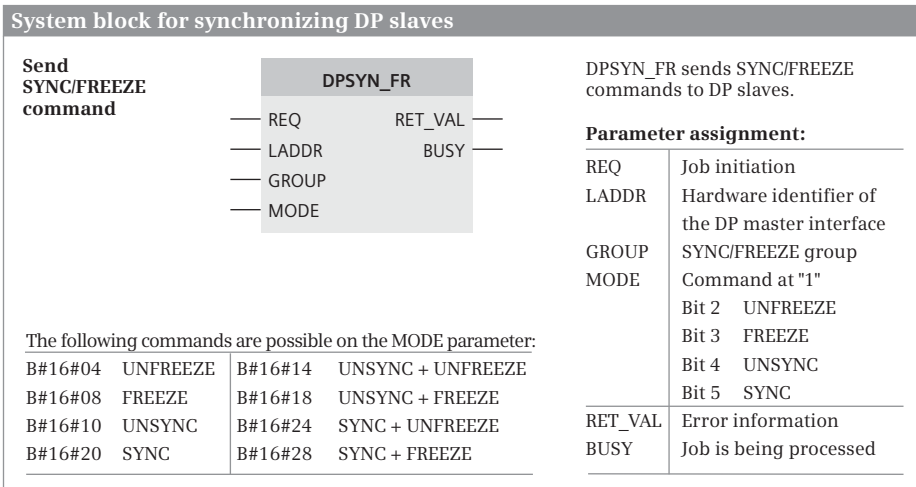 System block for synchronizing DP slaves
Send
SYNC/FREEZE
command
DPSYN_FR
REQ RET_VAL
LADDR BUSY
GROUP
MODE
DPSYN_FR sends SYNC/FREEZE
commands to DP slaves.
Parameter assignment:
REQ Job initiation
LADDR Hardware identifier of
the DP master interface
GROUP SYNC/FREEZE group
MODE Command at "1"
Bit 2 UNFREEZE
Bit 3 FREEZE
Bit 4 UNSYNC
Bit 5 SYNC
RET_VAL Error information
BUSY Job is being processed
The following commands are possible on the MODE parameter:
B#16#04 UNFREEZE B#16#14 UNSYNC + UNFREEZE
B#16#08 FREEZE B#16#18 UNSYNC + FREEZE
B#16#10 UNSYNC B#16#24 SYNC + UNFREEZE
B#16#20 SYNC B#16#28 SYNC + FREEZE